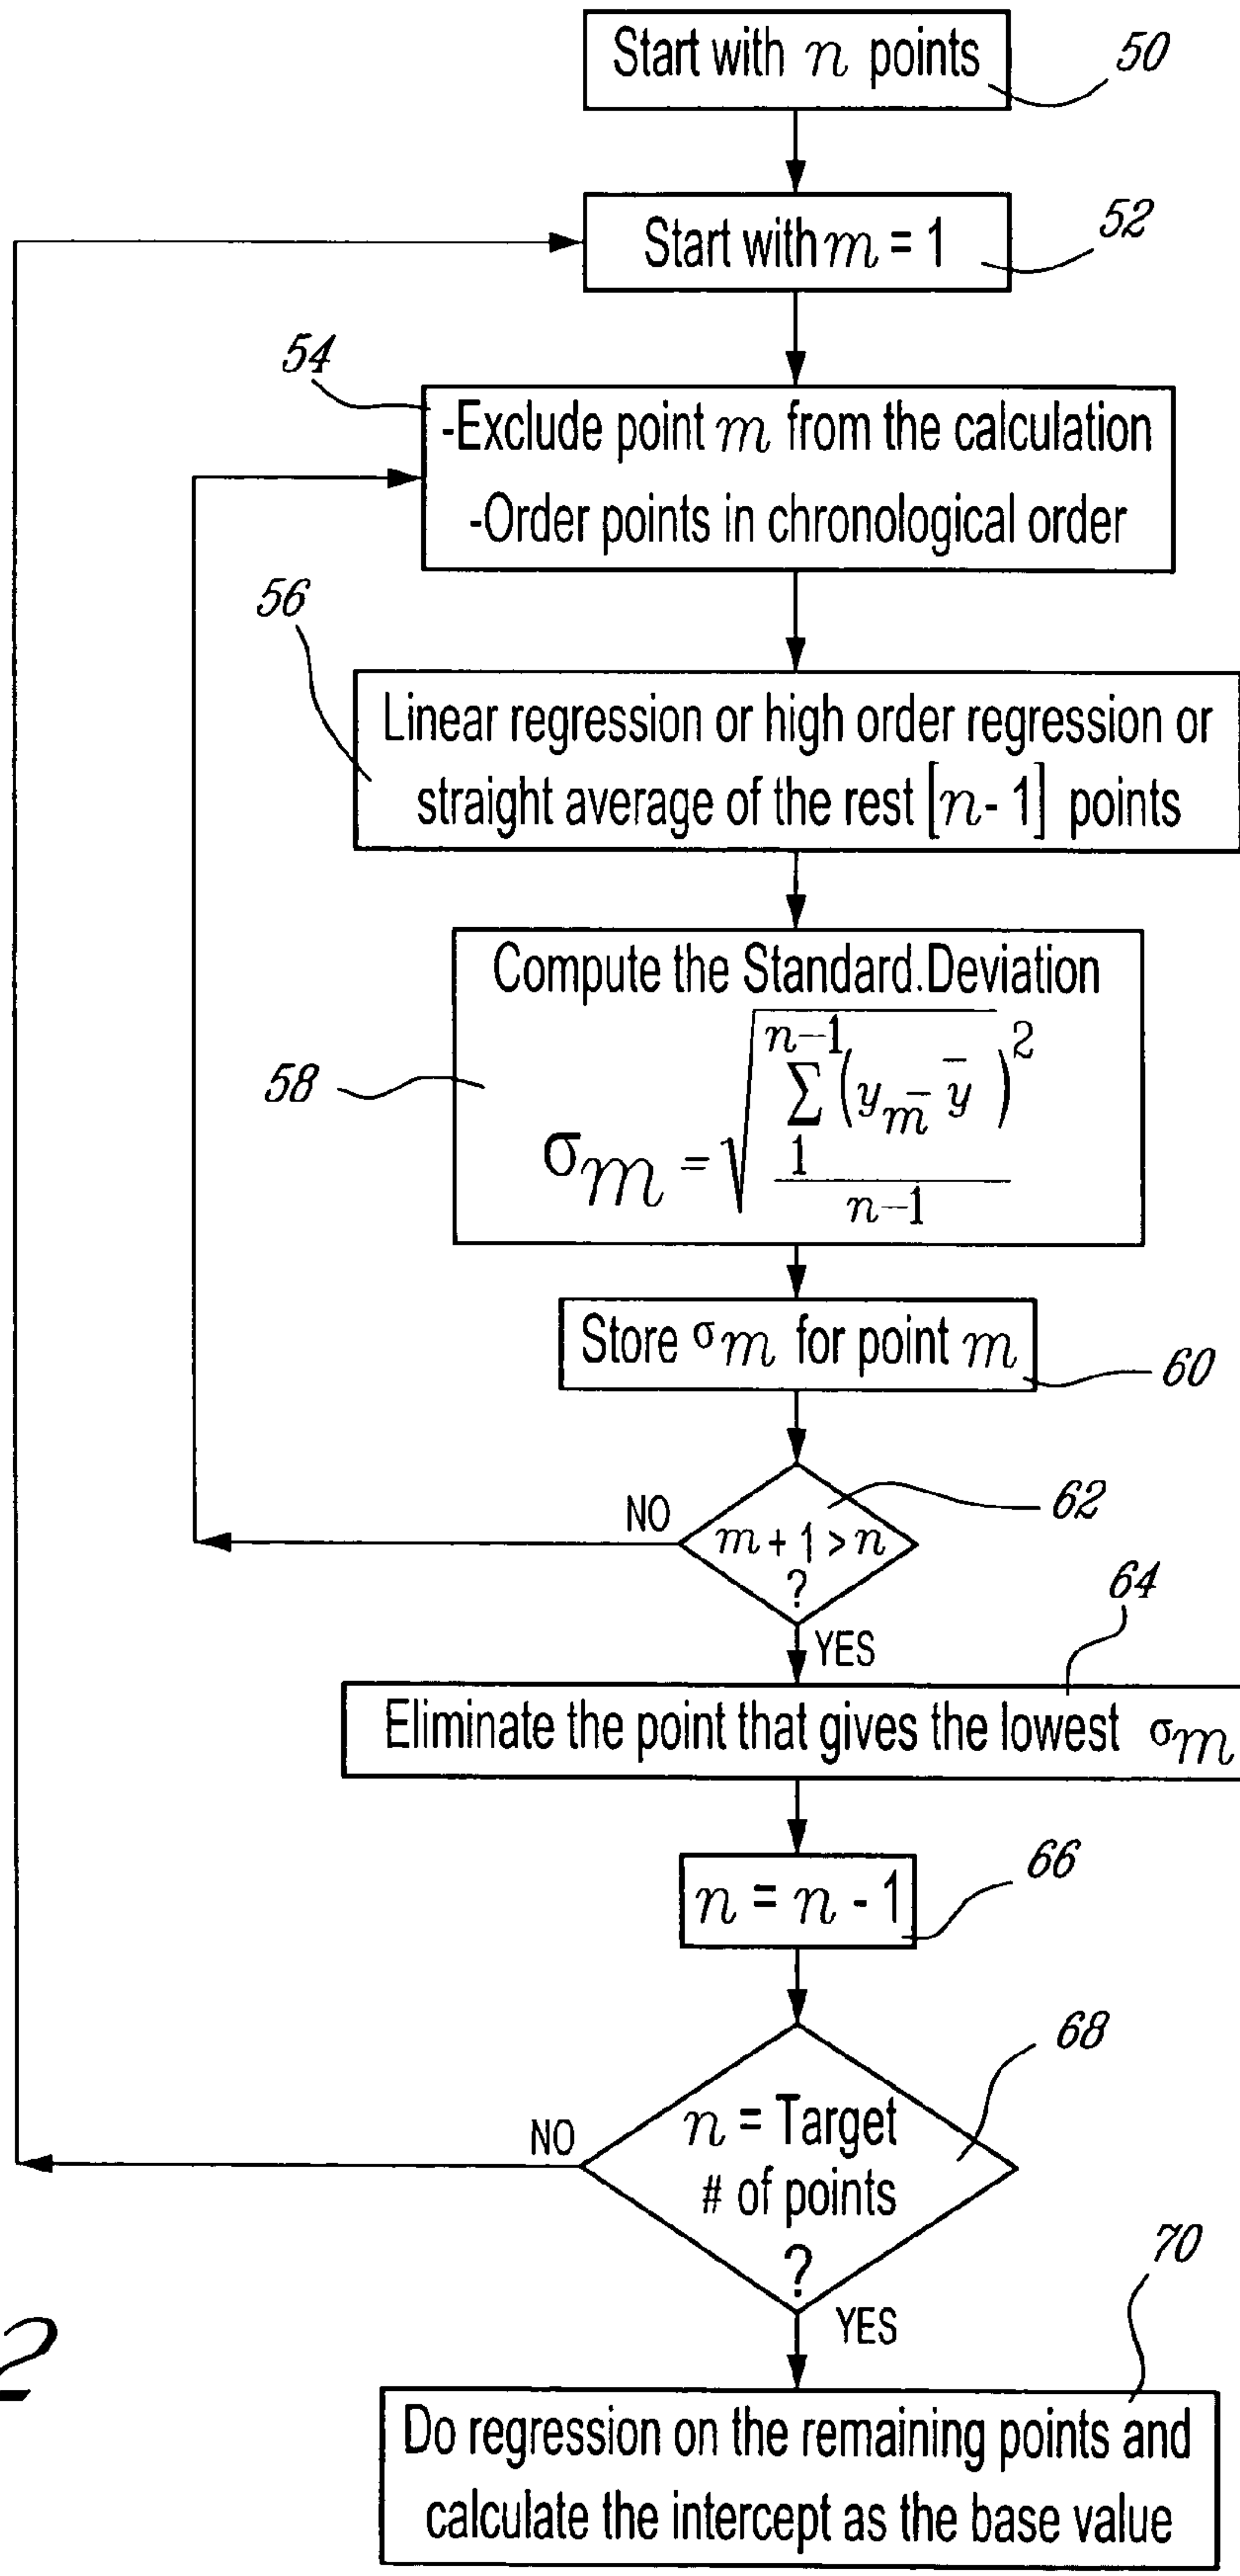 Start with n points
50
Start with m = 1
52
54
-Exclude point m from the calculation
-Order points in chronological order
56
Linear regression or high order regression or
straight average of the rest [n- 1] points
Compute the Standard.Deviation
σm = √ Σ 1 n−1 (ym − ȳ)2 / n−1
58
Store σm for point m
60
62
NO
m + 1 > n
?
YES
64
Eliminate the point that gives the lowest σm
66
n = n - 1
68
NO
n = Target
# of points
?
YES
70
2
Do regression on the remaining points and
calculate the intercept as the base value